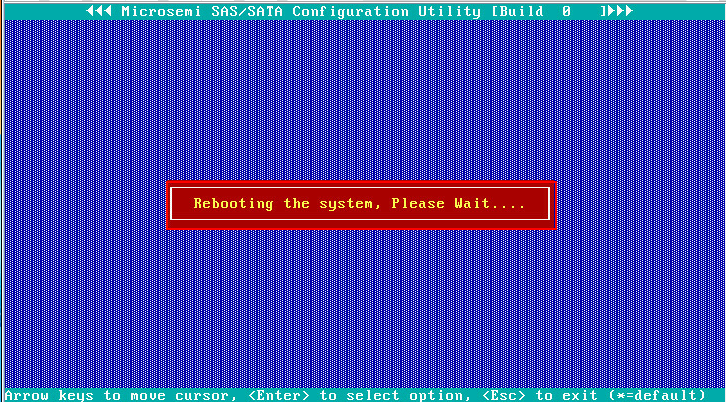 ◄◄◄ Microsemi SAS/SATA Configuration Utility [Build  0    ]►►►
Rebooting the system, Please Wait....
Arrow keys to move cursor, <Enter> to select option, <Esc> to exit (*=default)